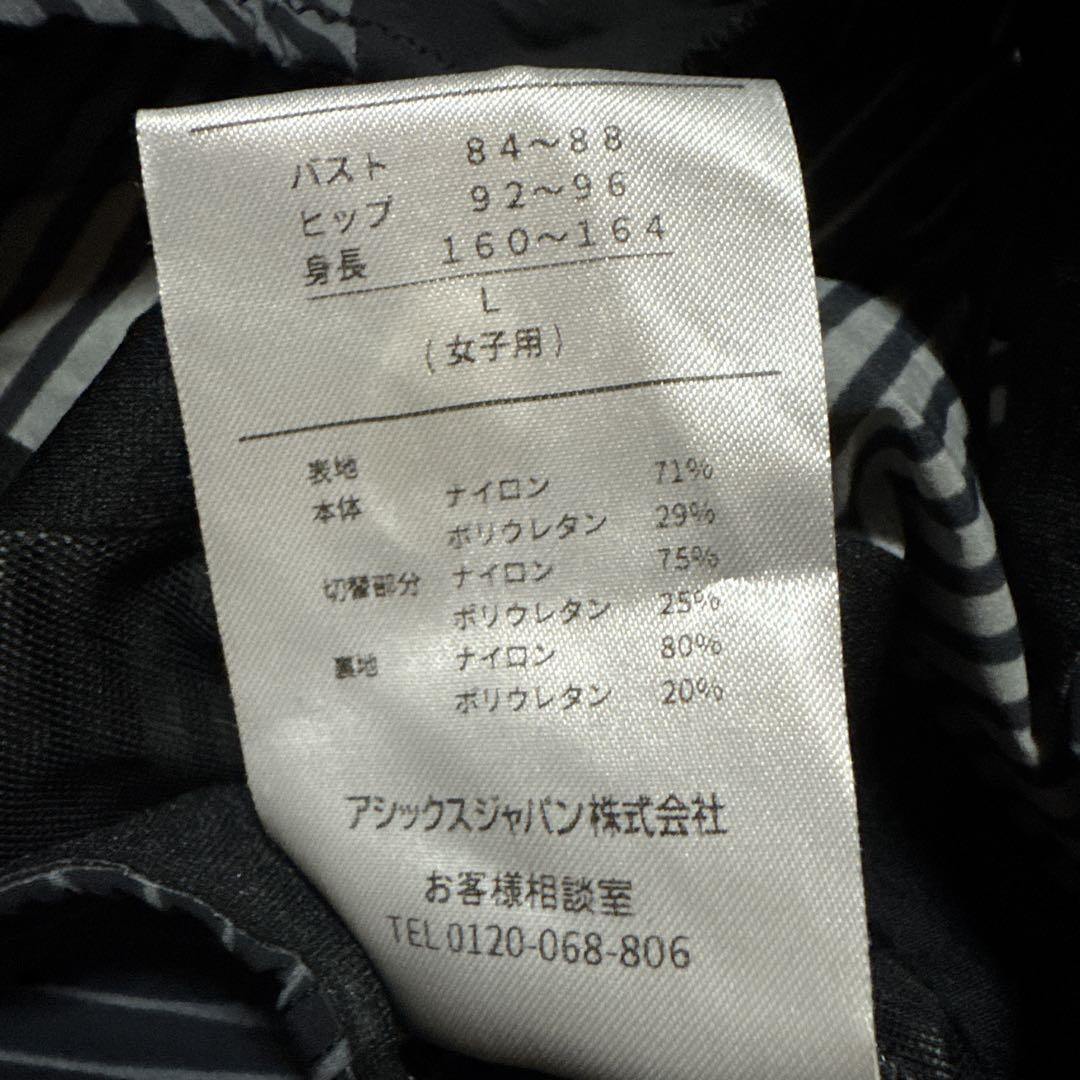 バスト 84～88
ヒップ 92～96
身長 160～164
L
(女子用)
表地
本体 ナイロン 71%
ポリウレタン 29%
切替部分 ナイロン 75%
ポリウレタン 25%
裏地 ナイロン 80%
ポリウレタン 20%
アシックスジャパン株式会社
お客様相談室
TEL 0120-068-806